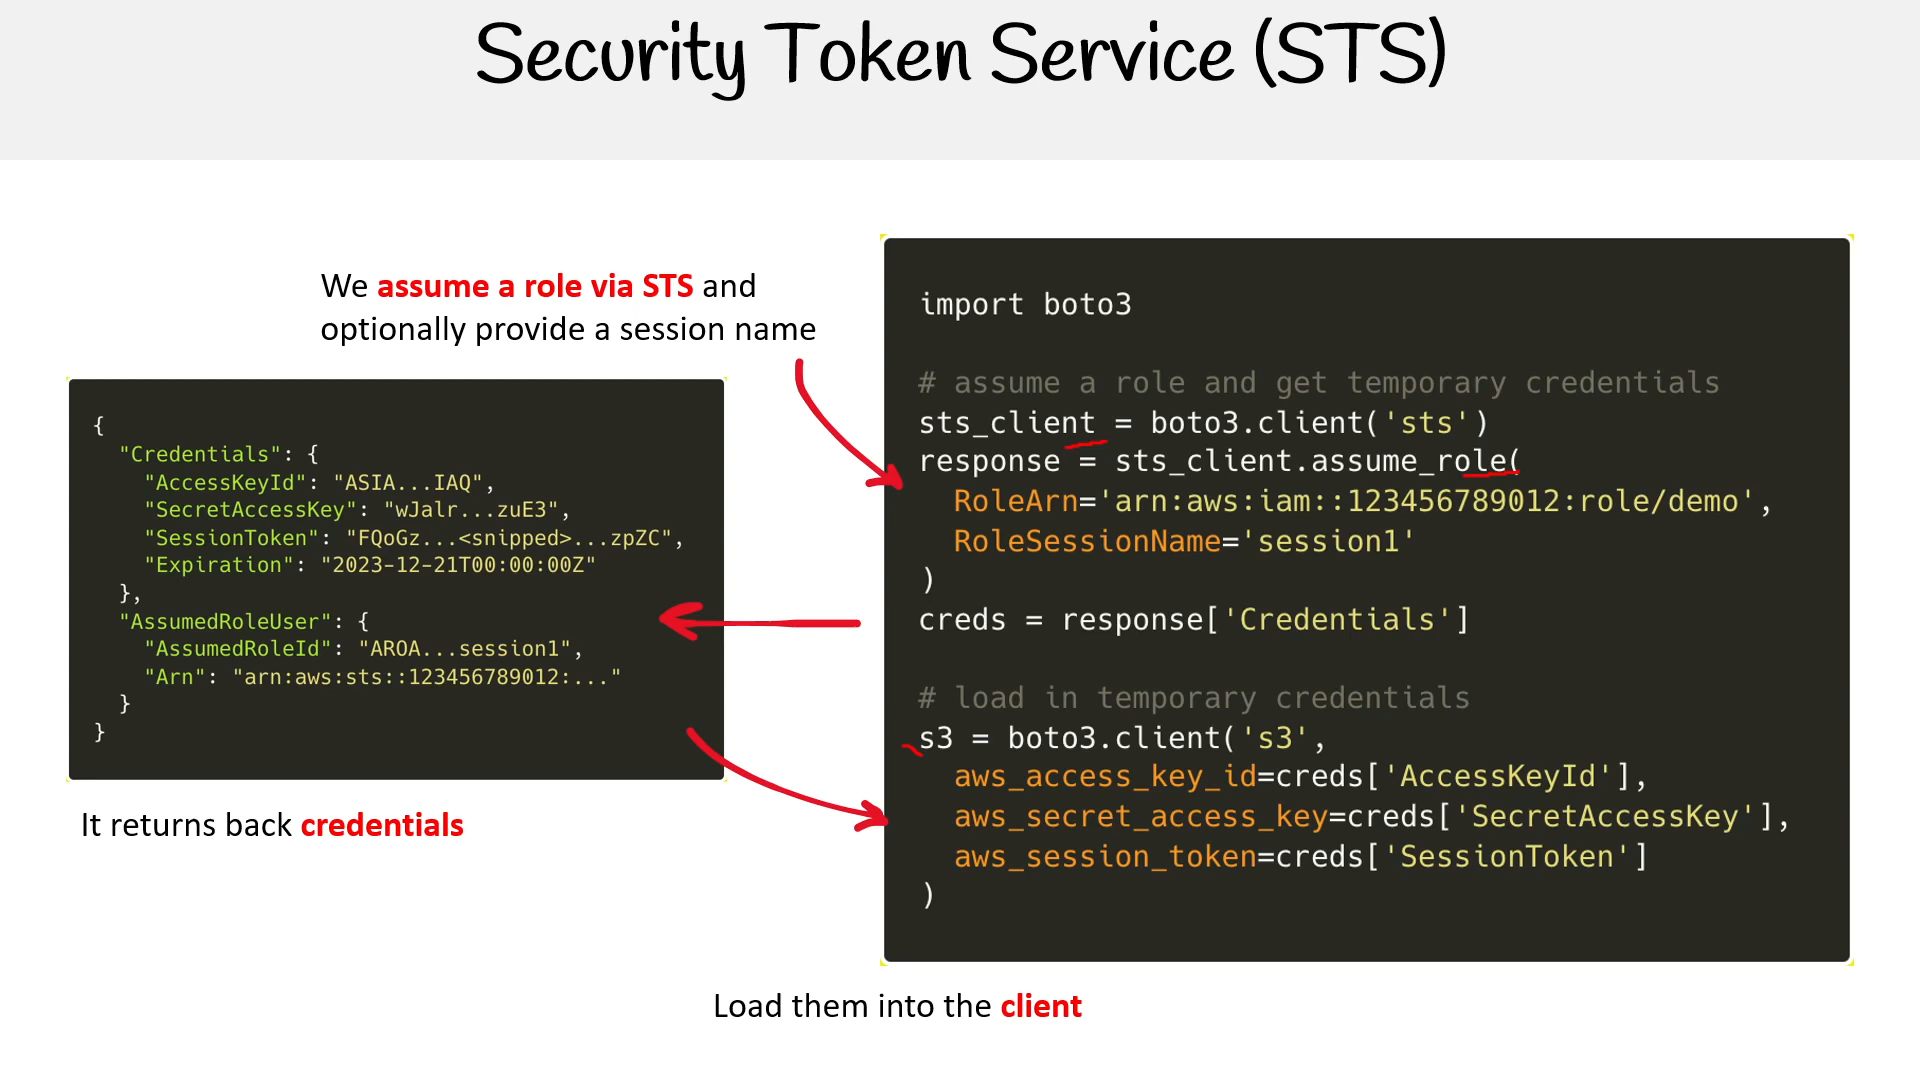 Security Token Service (STS)
We assume a role via STS and
optionally provide a session name
{
  "Credentials": {
    "AccessKeyId": "ASIA...IAQ",
    "SecretAccessKey": "wJalr...zuE3",
    "SessionToken": "FQoGz...<snipped>...zpZC",
    "Expiration": "2023-12-21T00:00:00Z"
  },
  "AssumedRoleUser": {
    "AssumedRoleId": "AROA...session1",
    "Arn": "arn:aws:sts::123456789012:..."
  }
}
It returns back credentials
import boto3
# assume a role and get temporary credentials
sts_client = boto3.client('sts')
response = sts_client.assume_role(
  RoleArn='arn:aws:iam::123456789012:role/demo',
  RoleSessionName='session1'
)
creds = response['Credentials']
# load in temporary credentials
s3 = boto3.client('s3',
  aws_access_key_id=creds['AccessKeyId'],
  aws_secret_access_key=creds['SecretAccessKey'],
  aws_session_token=creds['SessionToken']
)
Load them into the client